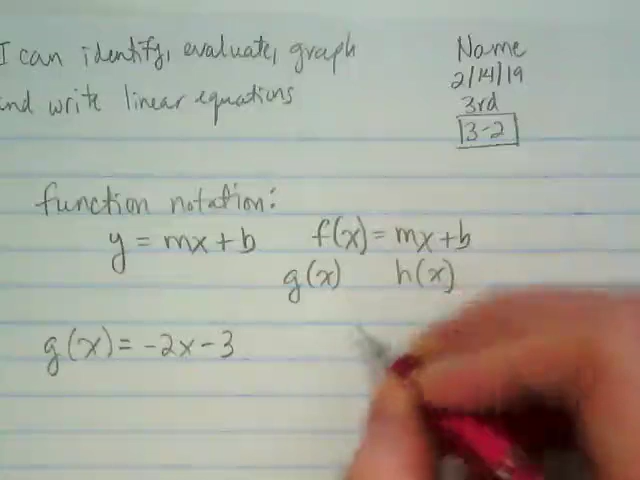 I can identify, evaluate, graph
and write linear equations
Name
2/14/19
3rd
3-2
function notation:
y = mx + b f(x) = mx + b
g(x) h(x)
g(x) = -2x - 3